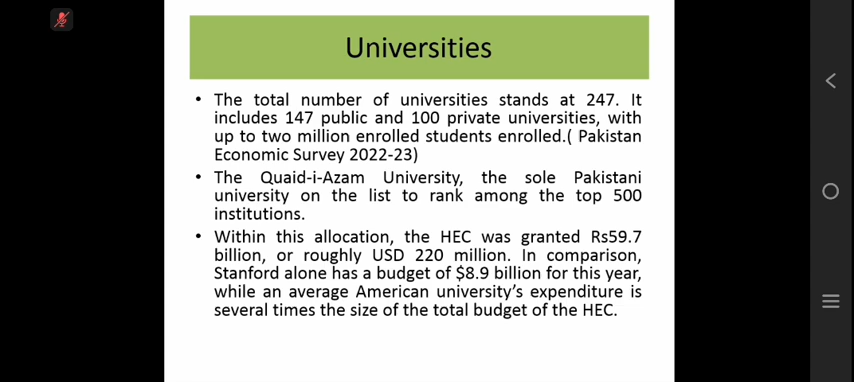 Universities
• The total number of universities stands at 247. It
includes 147 public and 100 private universities, with
up to two million enrolled students enrolled.( Pakistan
Economic Survey 2022-23)
• The Quaid-i-Azam University, the sole Pakistani
university on the list to rank among the top 500
institutions.
• Within this allocation, the HEC was granted Rs59.7
billion, or roughly USD 220 million. In comparison,
Stanford alone has a budget of $8.9 billion for this year,
while an average American university’s expenditure is
several times the size of the total budget of the HEC.